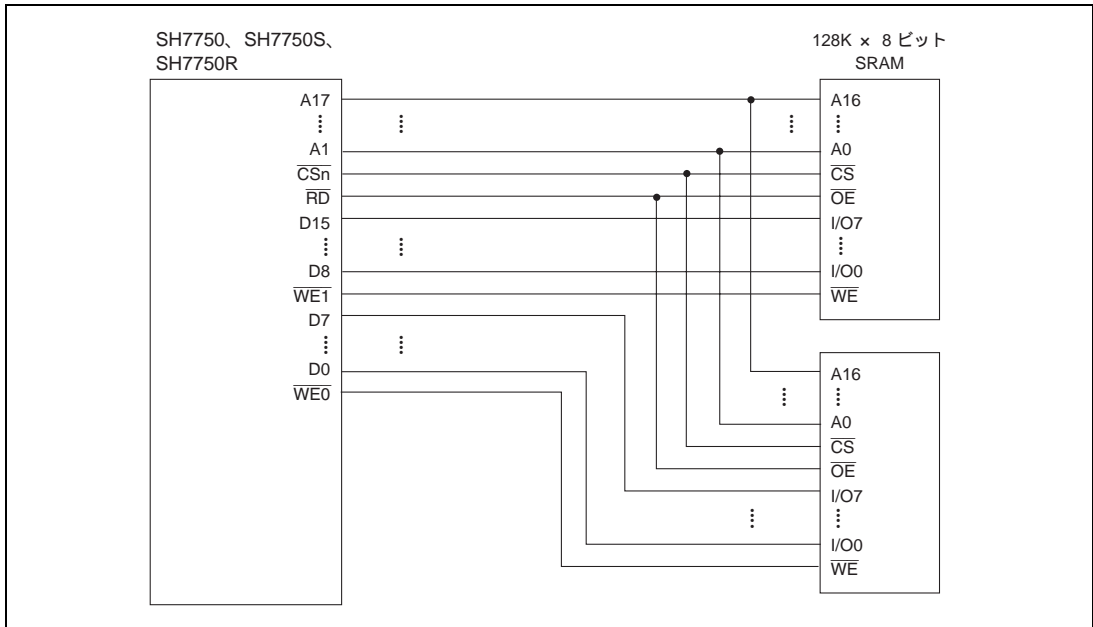 SH7750、SH7750S、
SH7750R
A17
A1
CSn
RD
D15
D8
WE1
D7
D0
WE0
128K × 8 ビット
SRAM
A16
A0
CS
OE
I/O7
I/O0
WE
A16
A0
CS
OE
I/O7
I/O0
WE